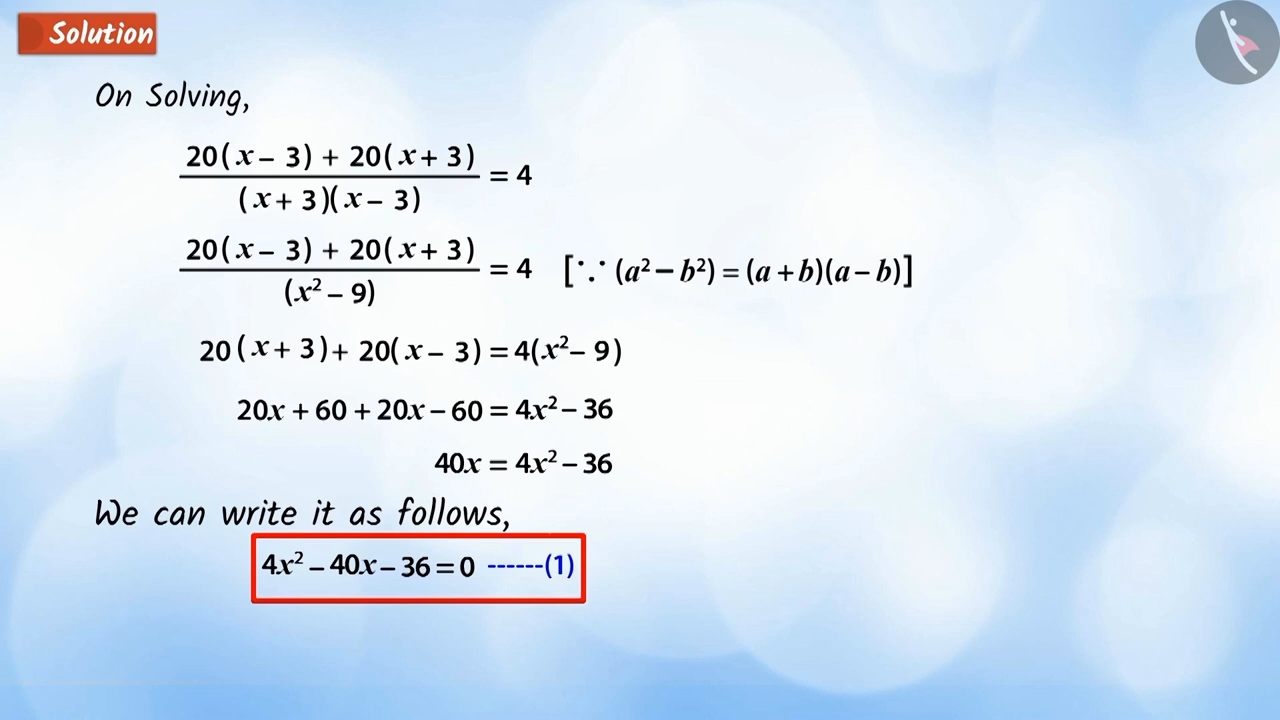 Solution
On Solving,
20(x – 3) + 20(x + 3)
= 4
(x + 3)(x – 3)
20(x – 3) + 20(x + 3)
= 4 [∵ (a² – b²) = (a + b)(a – b)]
(x² – 9)
20(x + 3) + 20(x – 3) = 4(x² – 9)
20x + 60 + 20x – 60 = 4x² – 36
40x = 4x² – 36
We can write it as follows,
4x² – 40x – 36 = 0 ------(1)